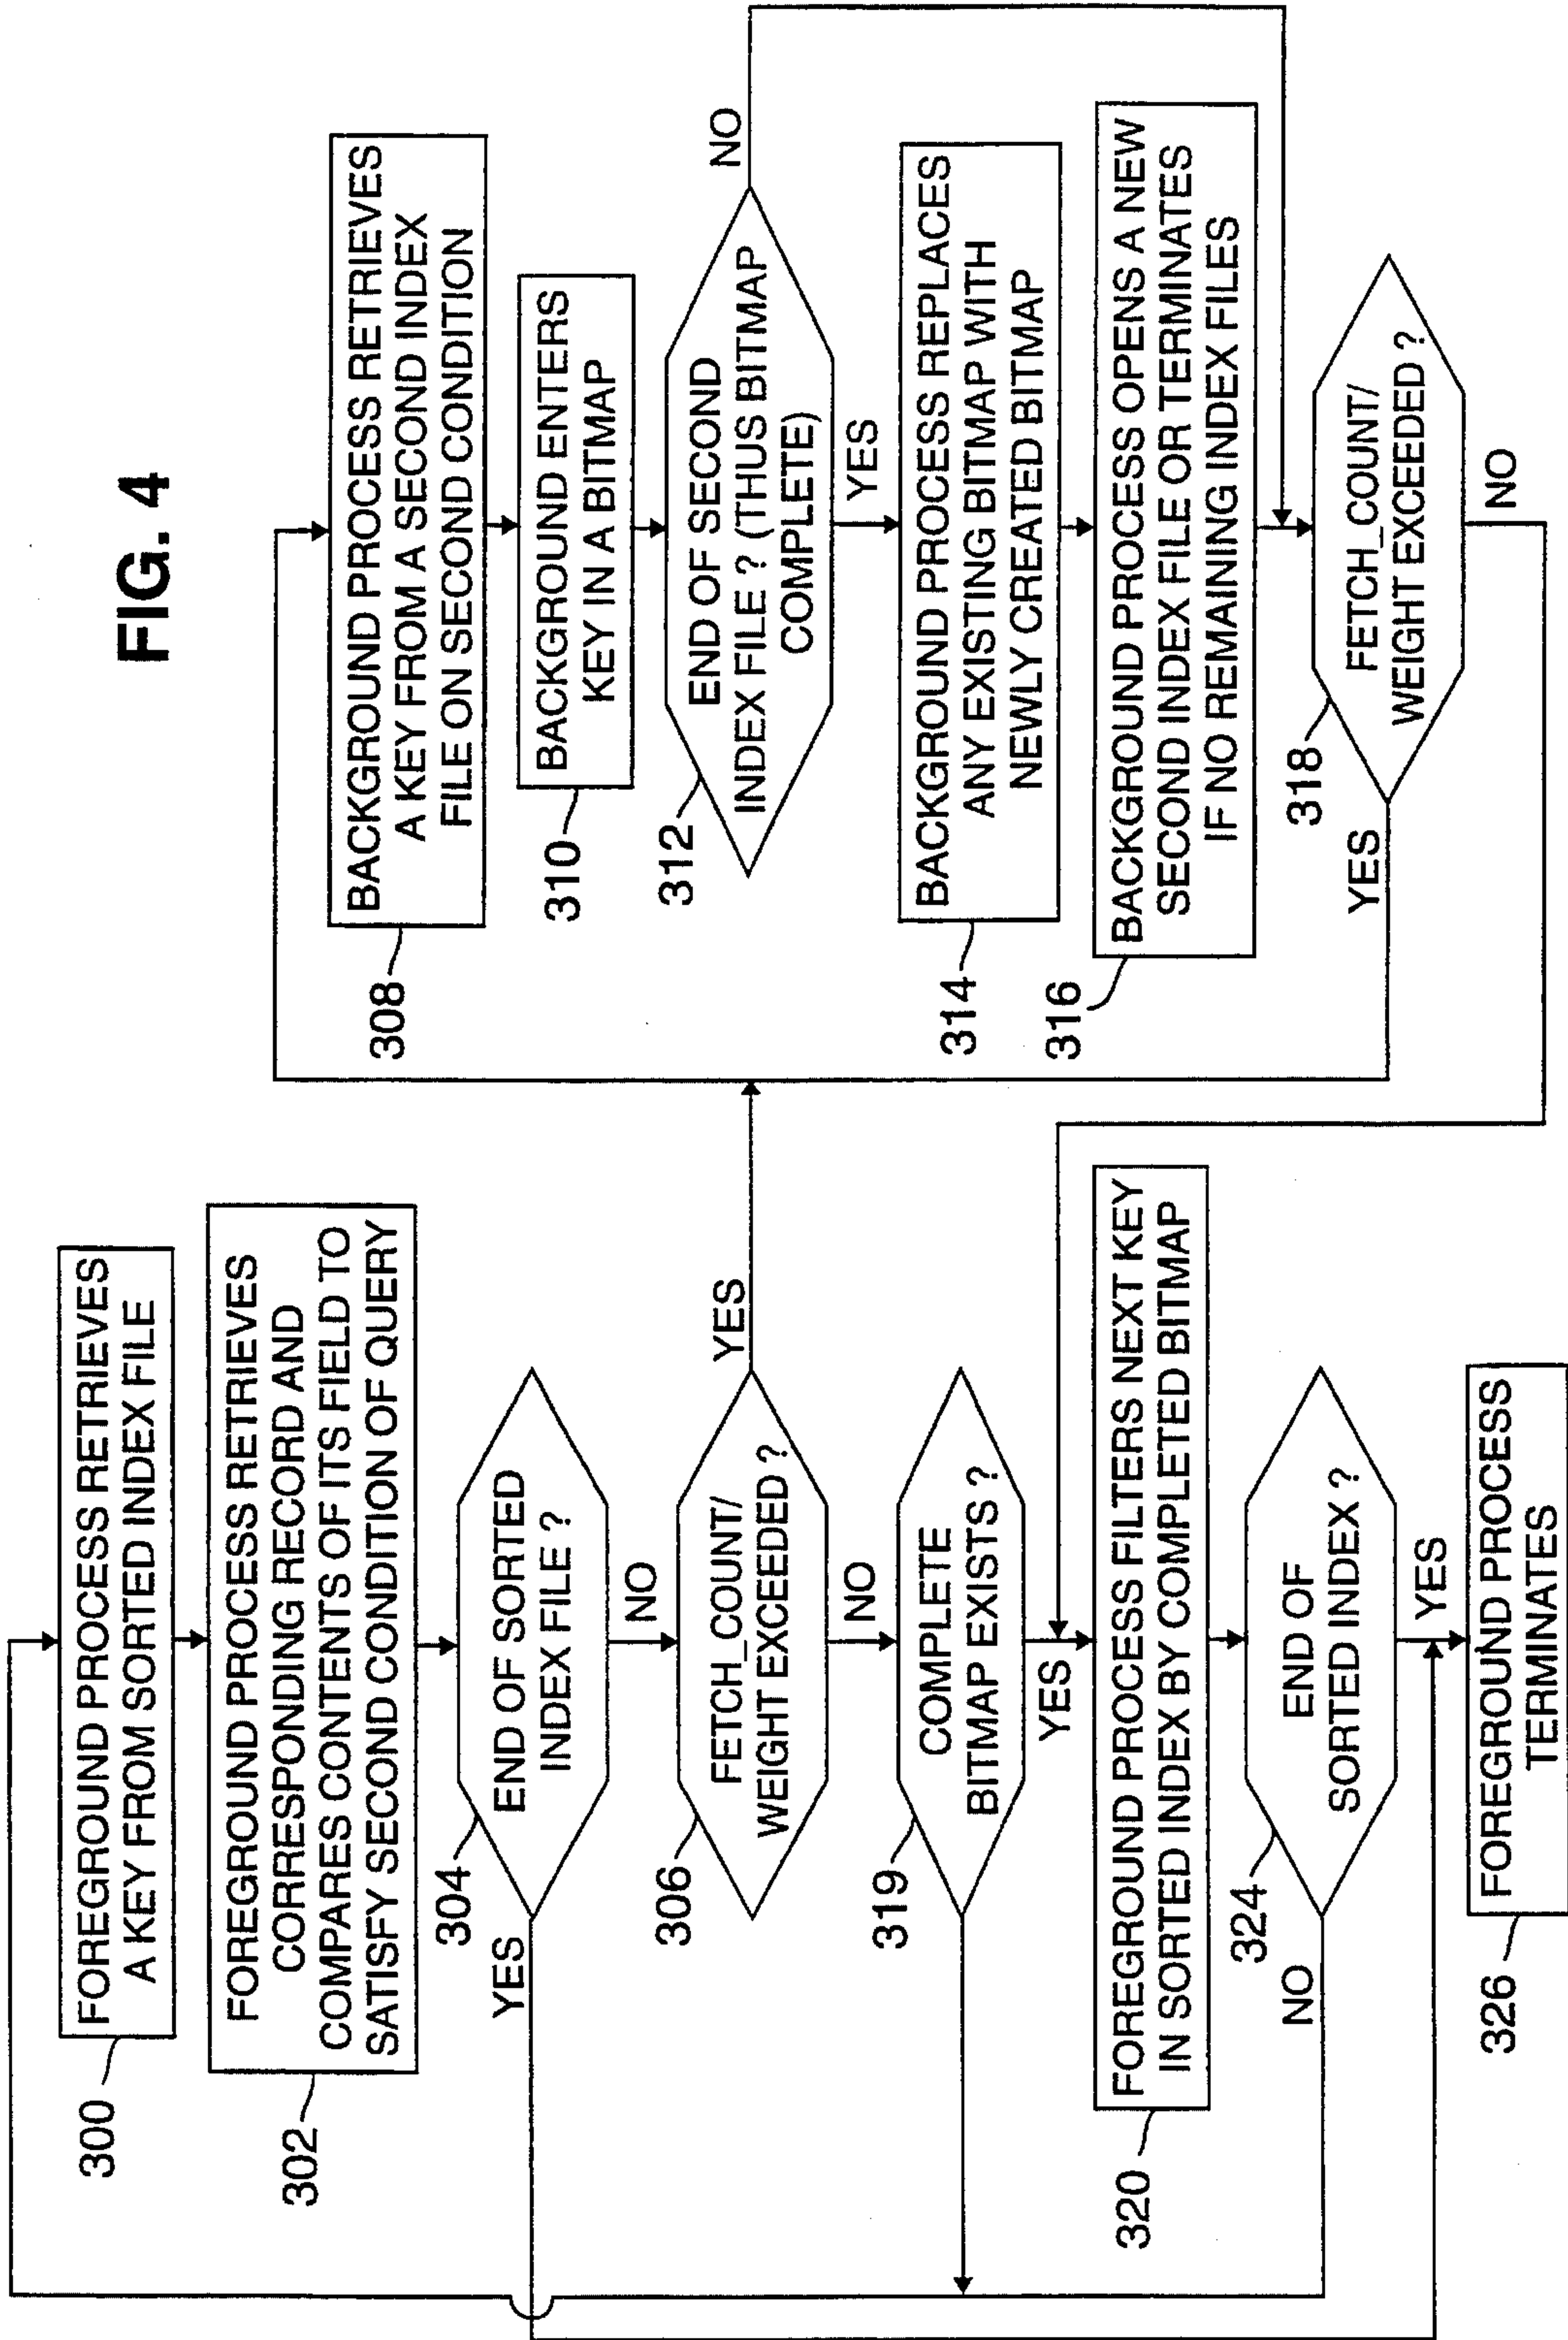 FIG. 4
300
FOREGROUND PROCESS RETRIEVES
A KEY FROM SORTED INDEX FILE
302
FOREGROUND PROCESS RETRIEVES
CORRESPONDING RECORD AND
COMPARES CONTENTS OF ITS FIELD TO
SATISFY SECOND CONDITION OF QUERY
304
END OF SORTED
INDEX FILE ?
YES
NO
306
FETCH_COUNT/
WEIGHT EXCEEDED ?
YES
NO
319
COMPLETE
BITMAP EXISTS ?
YES
320
FOREGROUND PROCESS FILTERS NEXT KEY
IN SORTED INDEX BY COMPLETED BITMAP
324
END OF
SORTED INDEX ?
NO
YES
326
FOREGROUND PROCESS
TERMINATES
308
BACKGROUND PROCESS RETRIEVES
A KEY FROM A SECOND INDEX
FILE ON SECOND CONDITION
310
BACKGROUND ENTERS
KEY IN A BITMAP
312
END OF SECOND
INDEX FILE ? (THUS BITMAP
COMPLETE)
NO
YES
314
BACKGROUND PROCESS REPLACES
ANY EXISTING BITMAP WITH
NEWLY CREATED BITMAP
316
BACKGROUND PROCESS OPENS A NEW
SECOND INDEX FILE OR TERMINATES
IF NO REMAINING INDEX FILES
318
FETCH_COUNT/
WEIGHT EXCEEDED ?
YES
NO